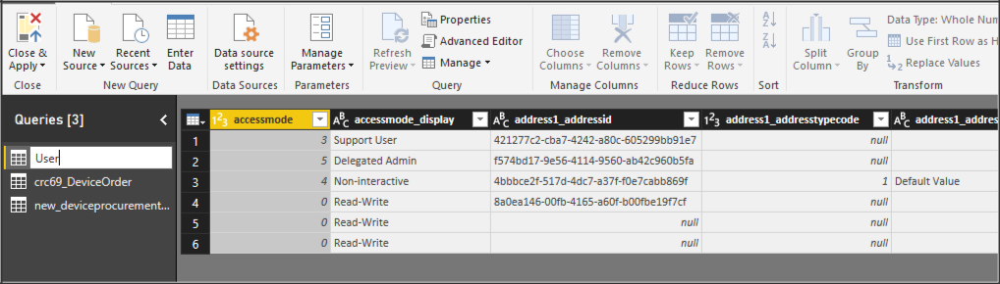 Close & Apply
New Source
Recent Sources
Enter Data
Data source settings
Manage Parameters
Refresh Preview
Properties
Advanced Editor
Manage
Choose Columns
Remove Columns
Keep Rows
Remove Rows
Split Column
Group By
Data Type: Whole Num
Use First Row as H
Replace Values
Close
New Query
Data Sources
Parameters
Query
Manage Columns
Reduce Rows
Sort
Transform
Queries [3]
User
crc69_DeviceOrder
new_deviceprocurement...
accessmode accessmode_display address1_addressid address1_addresstypecode address1_addres
1 3 Support User 421277c2-cba7-4242-a80c-605299bb91e7 null
2 5 Delegated Admin f574bd17-9e56-4114-9560-ab42c960b5fa null
3 4 Non-interactive 4bbbce2f-517d-4dc7-a37f-f0e7cabb869f 1 Default Value
4 0 Read-Write 8a0ea146-00fb-4165-a60f-b00fbe19f7cf null
5 0 Read-Write null null
6 0 Read-Write null null